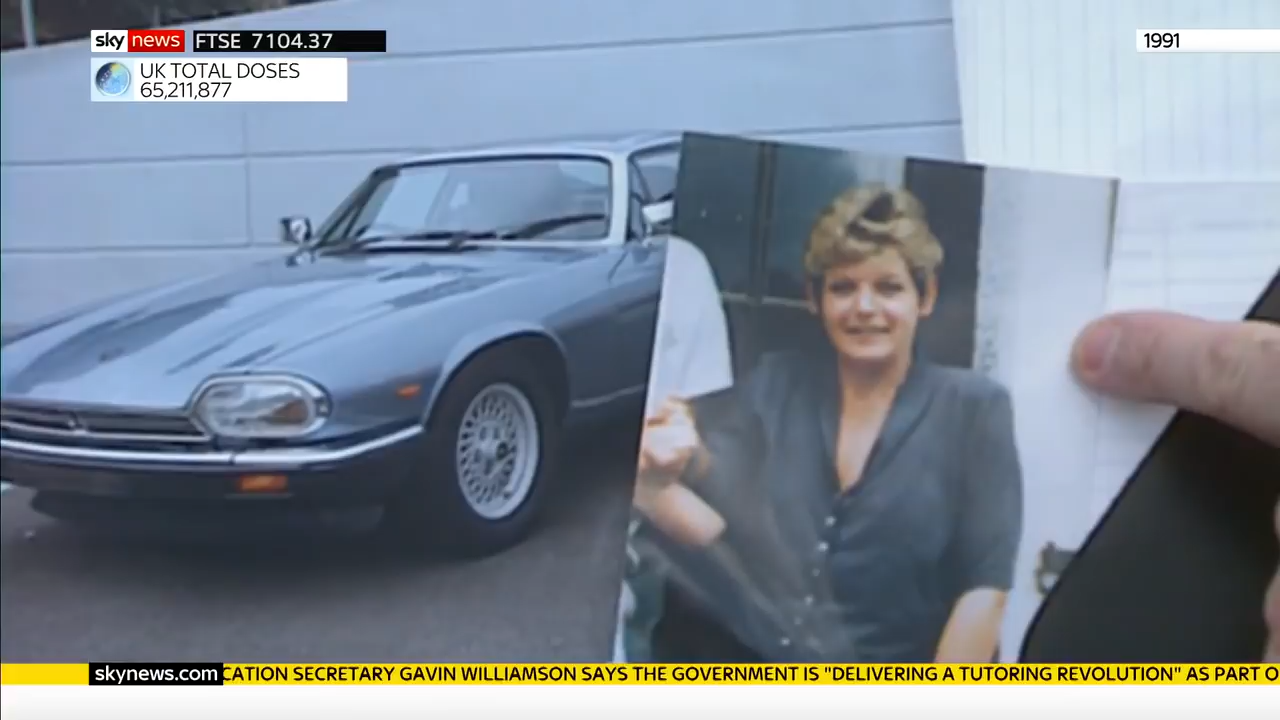 sky news FTSE 7104.37
1991
UK TOTAL DOSES
65,211,877
skynews.com CATION SECRETARY GAVIN WILLIAMSON SAYS THE GOVERNMENT IS "DELIVERING A TUTORING REVOLUTION" AS PART O